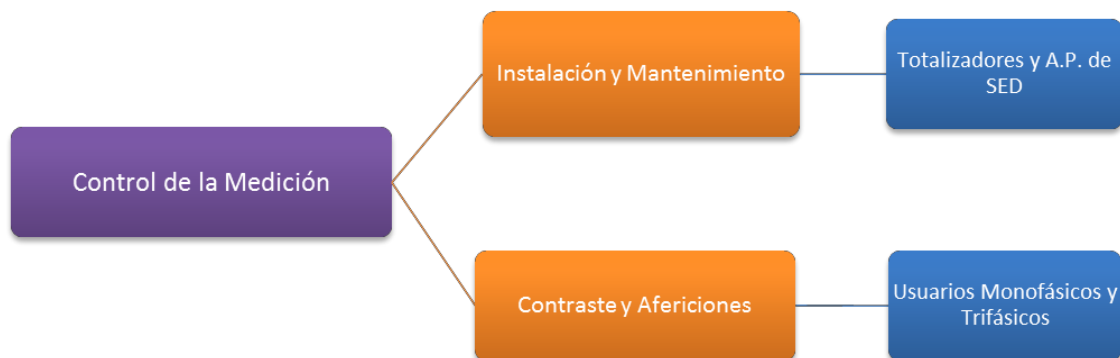 Control de la Medición
Instalación y Mantenimiento
Totalizadores y A.P. de
SED
Contraste y Afericiones
Usuarios Monofásicos y
Trifásicos